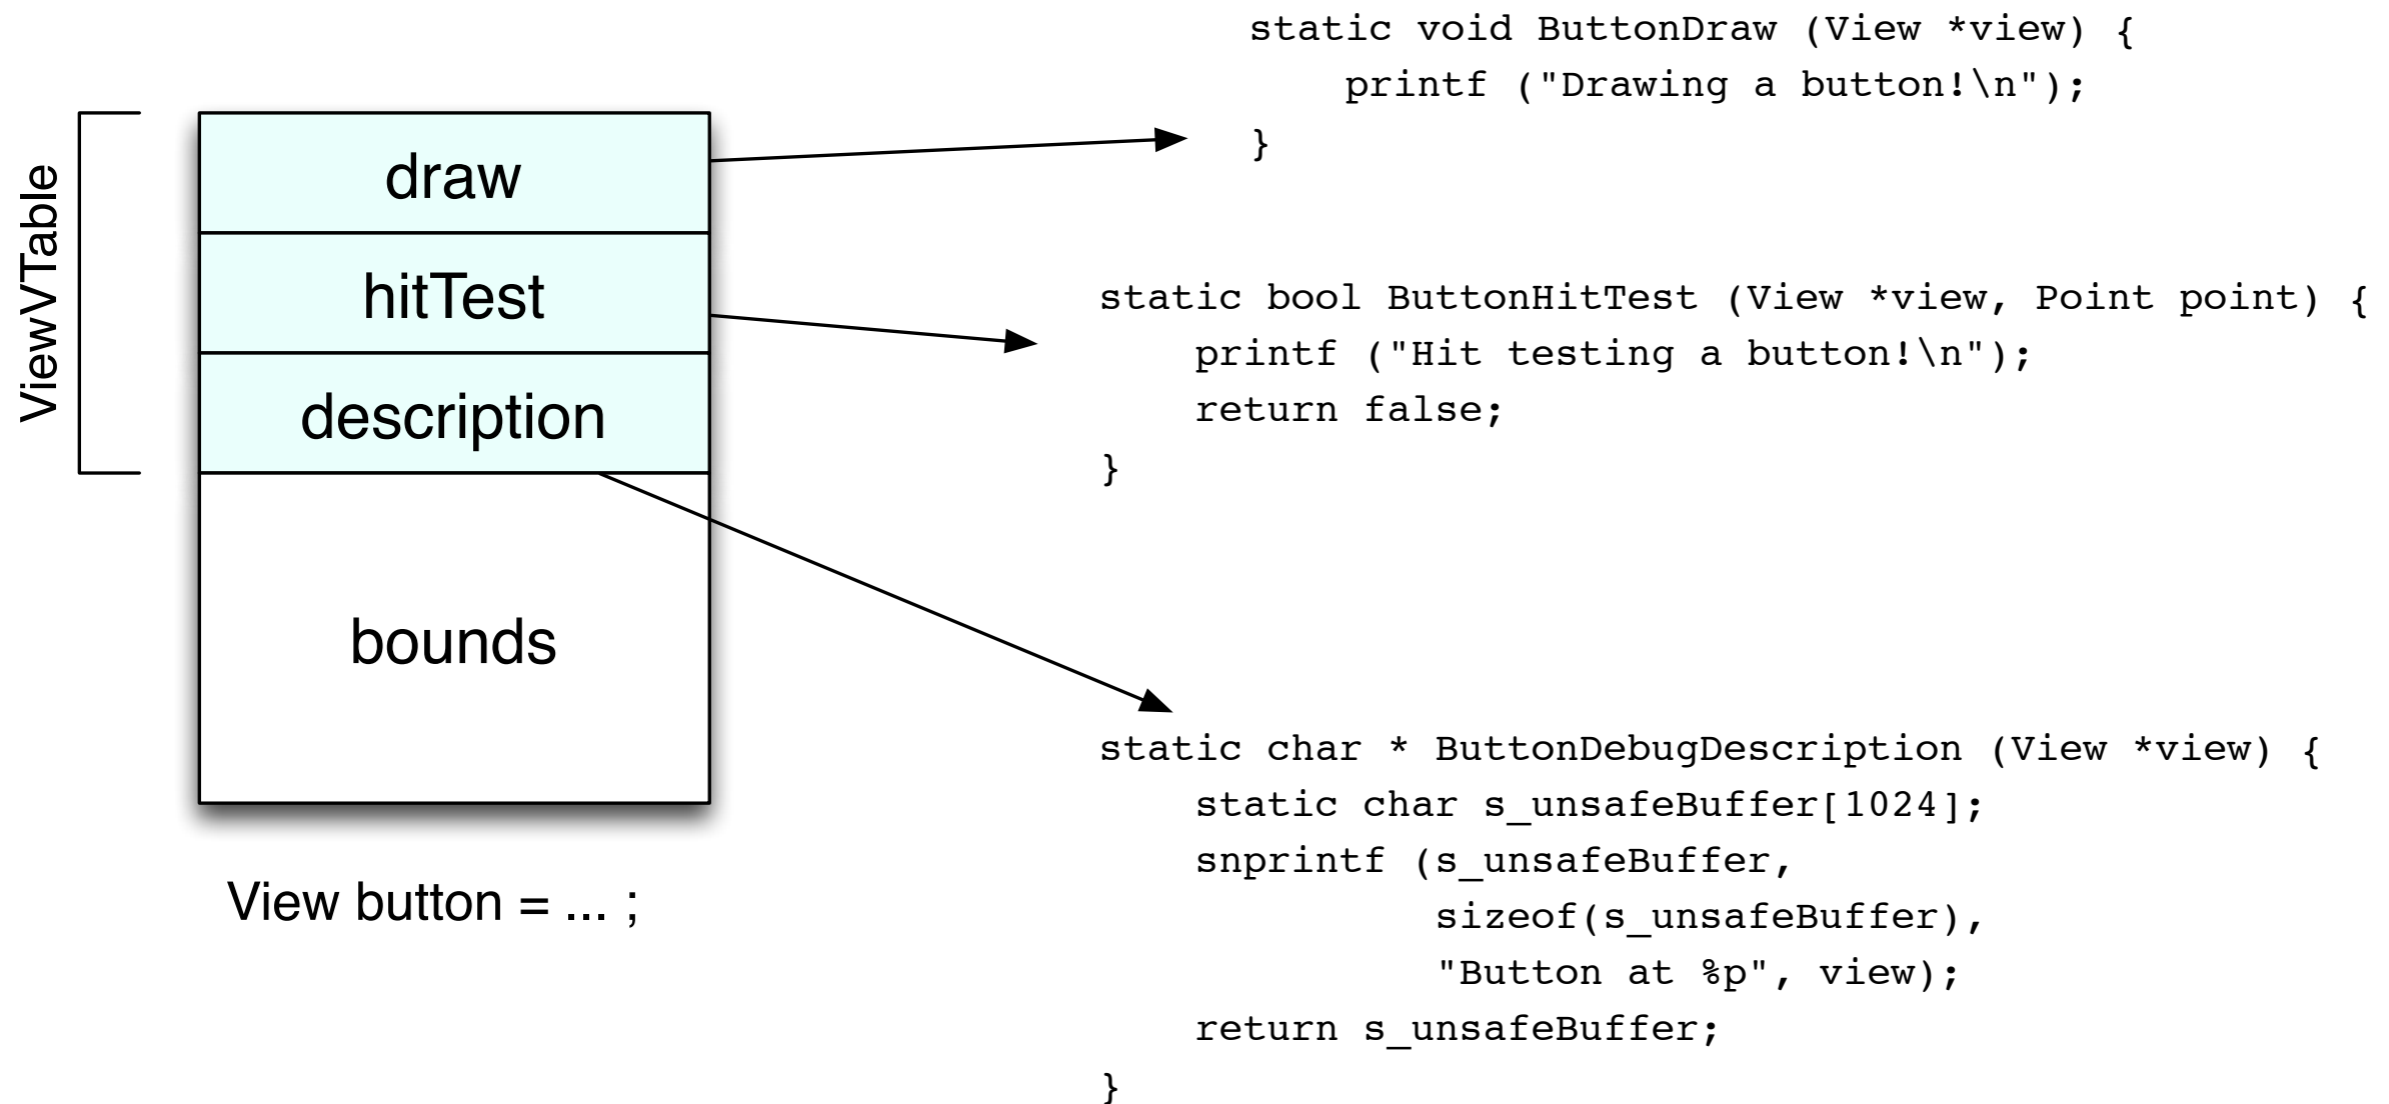 ViewVTable
draw
hitTest
description
bounds
View button = ... ;
static void ButtonDraw (View *view) {
    printf ("Drawing a button!\n");
}
static bool ButtonHitTest (View *view, Point point) {
    printf ("Hit testing a button!\n");
    return false;
}
static char * ButtonDebugDescription (View *view) {
    static char s_unsafeBuffer[1024];
    snprintf (s_unsafeBuffer,
              sizeof(s_unsafeBuffer),
              "Button at %p", view);
    return s_unsafeBuffer;
}